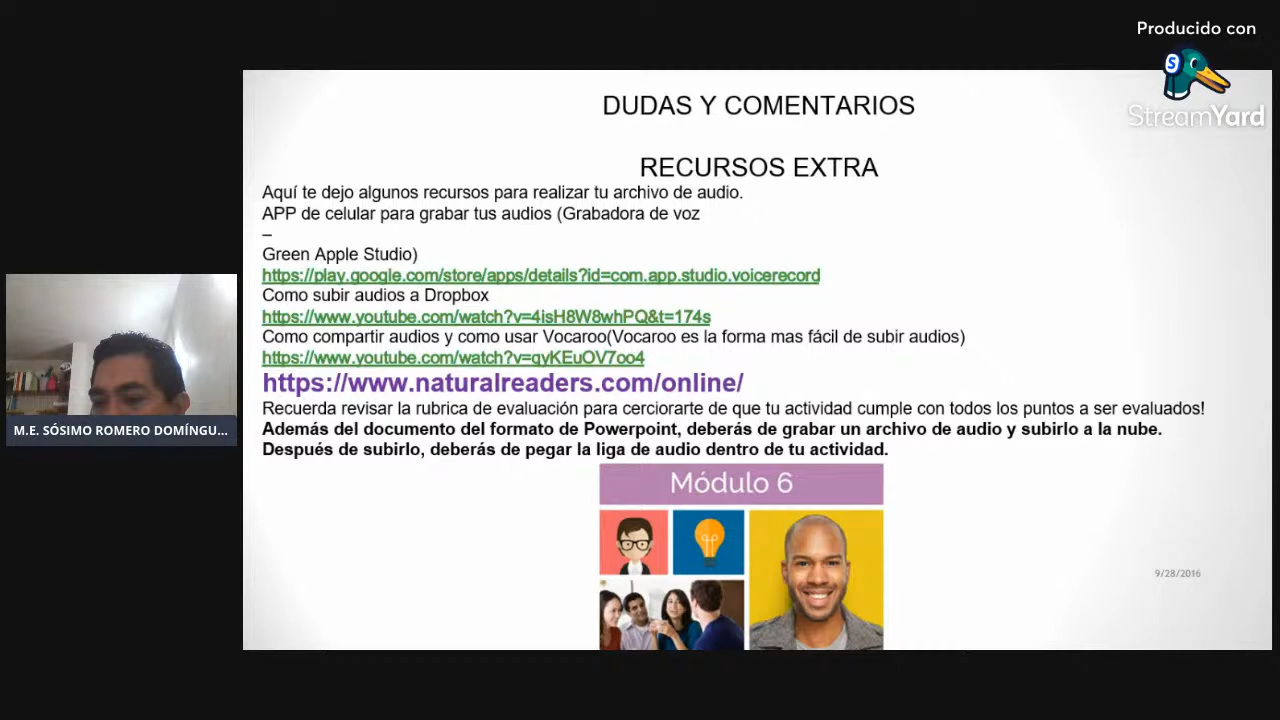 Producido con
StreamYard
DUDAS Y COMENTARIOS
RECURSOS EXTRA
Aquí te dejo algunos recursos para realizar tu archivo de audio.
APP de celular para grabar tus audios (Grabadora de voz
–
Green Apple Studio)
https://play.google.com/store/apps/details?id=com.app.studio.voicerecord
Como subir audios a Dropbox
https://www.youtube.com/watch?v=4isH8W8whPQ&t=174s
Como compartir audios y como usar Vocaroo(Vocaroo es la forma mas fácil de subir audios)
https://www.youtube.com/watch?v=qyKEuOV7oo4
https://www.naturalreaders.com/online/
Recuerda revisar la rubrica de evaluación para cerciorarte de que tu actividad cumple con todos los puntos a ser evaluados!
Además del documento del formato de Powerpoint, deberás de grabar un archivo de audio y subirlo a la nube.
Después de subirlo, deberás de pegar la liga de audio dentro de tu actividad.
M.E. SÓSIMO ROMERO DOMÍNGU...
Módulo 6
9/28/2016